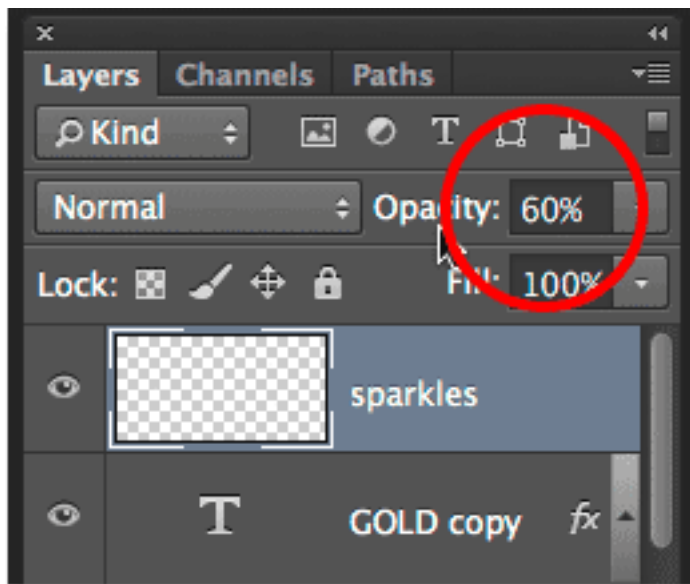 Layers Channels Paths
Kind
Normal Opacity: 60%
Lock: Fill: 100%
sparkles
T GOLD copy fx